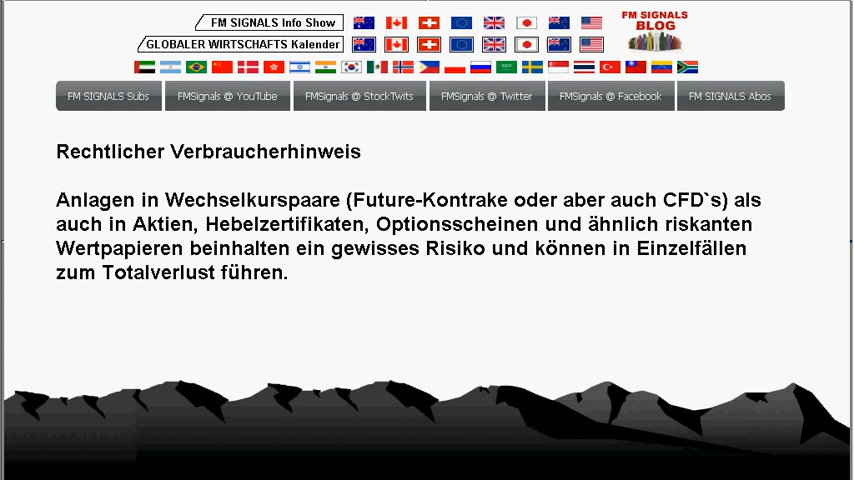 FM SIGNALS Info Show
FM SIGNALS
BLOG
GLOBALER WIRTSCHAFTS Kalender
FM SIGNALS Subs
FMSignals @ YouTube
FMSignals @ StockTwits
FMSignals @ Twitter
FMSignals @ Facebook
FM SIGNALS Abos
Rechtlicher Verbraucherhinweis
Anlagen in Wechselkurspaare (Future-Kontrake oder aber auch CFD`s) als
auch in Aktien, Hebelzertifikaten, Optionsscheinen und ähnlich riskanten
Wertpapieren beinhalten ein gewisses Risiko und können in Einzelfällen
zum Totalverlust führen.